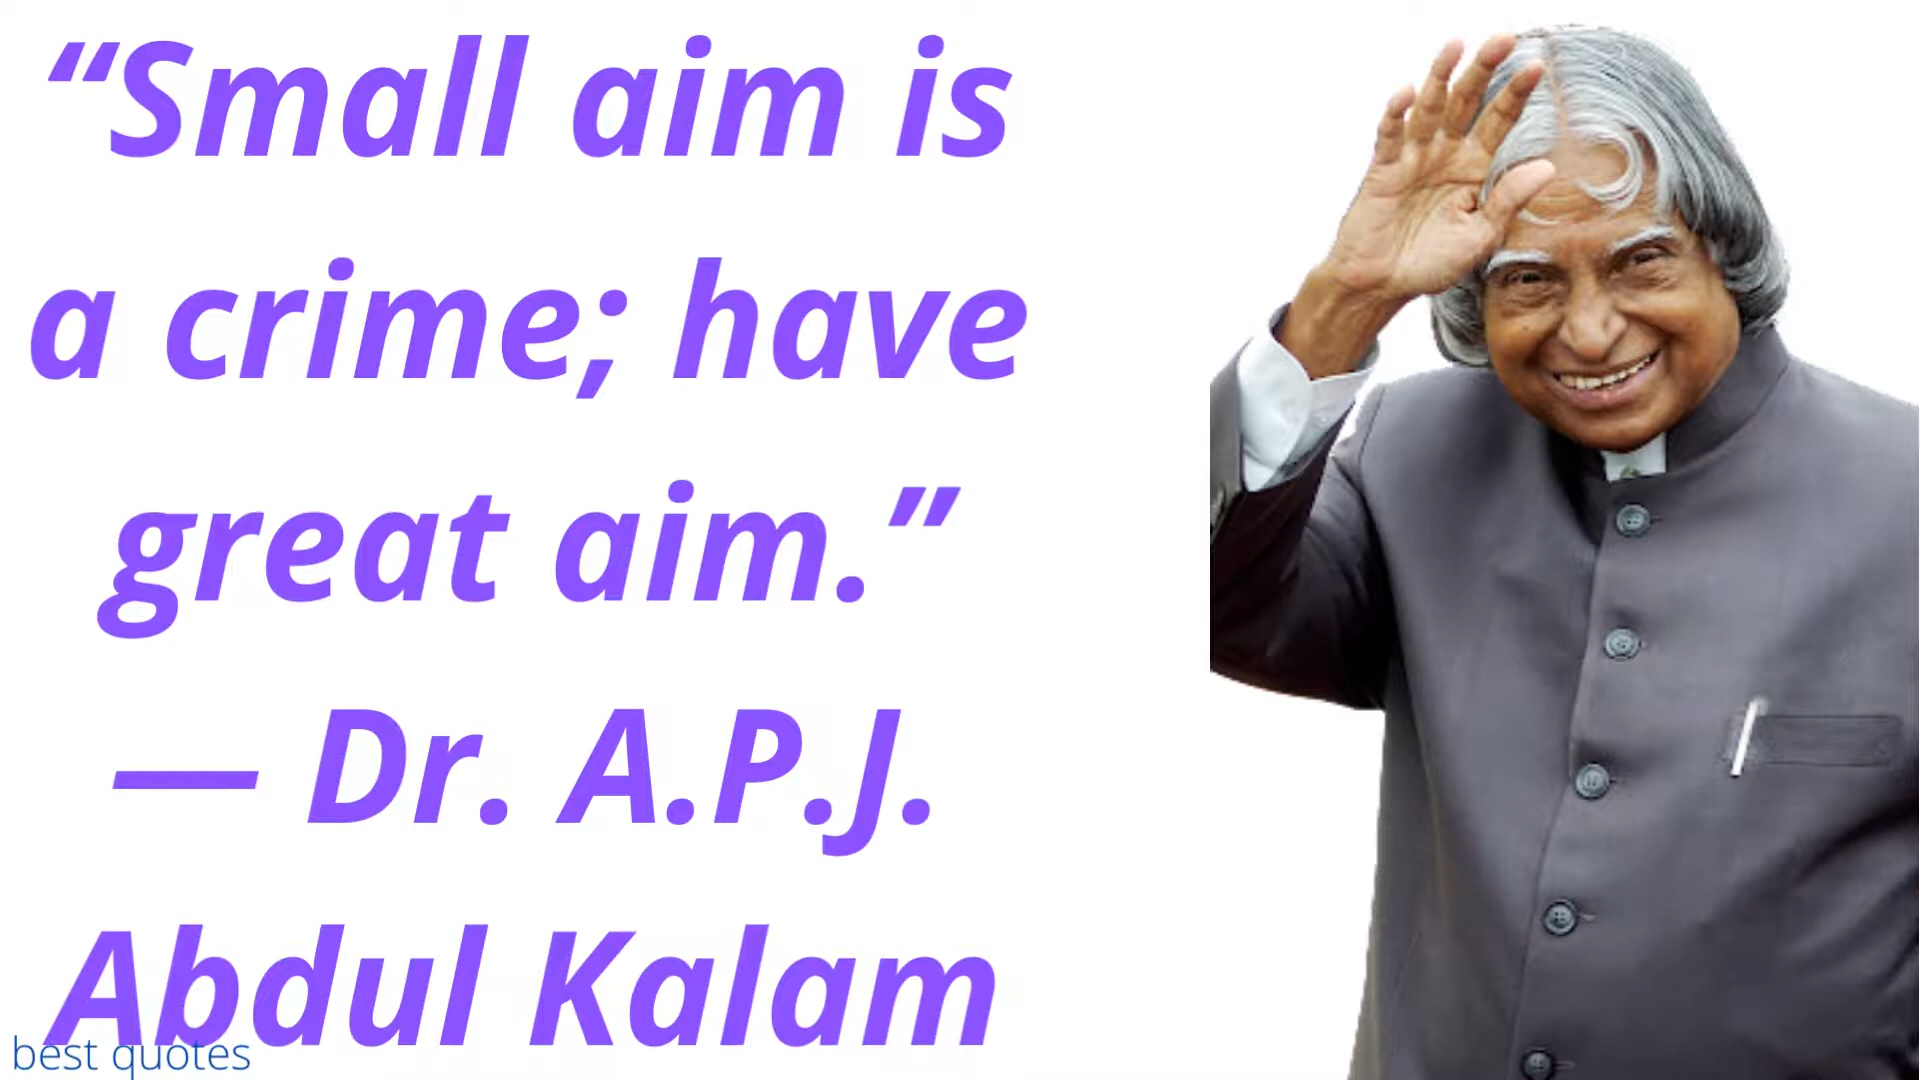 “Small aim is
a crime; have
great aim.”
— Dr. A.P.J.
Abdul Kalam
best quotes